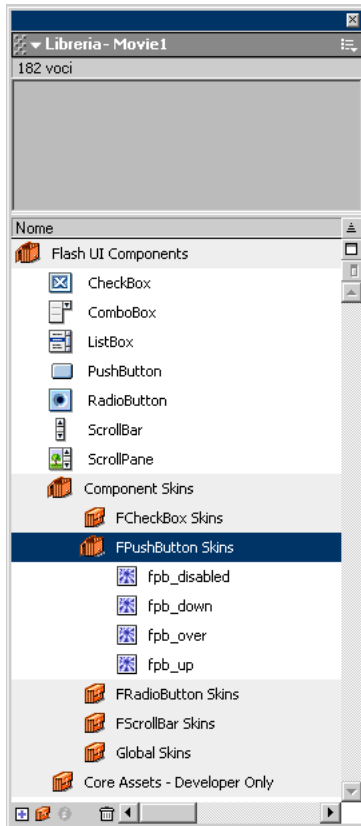 Libreria - Movie1
182 voci
Nome
Flash UI Components
CheckBox
ComboBox
ListBox
PushButton
RadioButton
ScrollBar
ScrollPane
Component Skins
FCheckBox Skins
FPushButton Skins
fpb_disabled
fpb_down
fpb_over
fpb_up
FRadioButton Skins
FScrollBar Skins
Global Skins
Core Assets - Developer Only